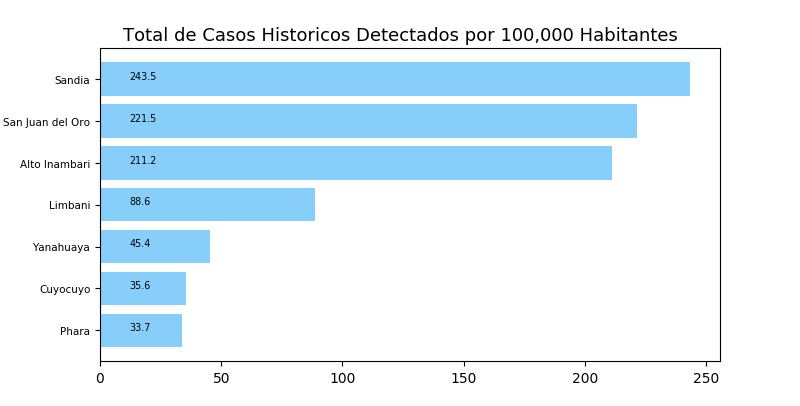 Total de Casos Historicos Detectados por 100,000 Habitantes
Sandia 243.5
San Juan del Oro 221.5
Alto Inambari 211.2
Limbani 88.6
Yanahuaya 45.4
Cuyocuyo 35.6
Phara 33.7
0 50 100 150 200 250